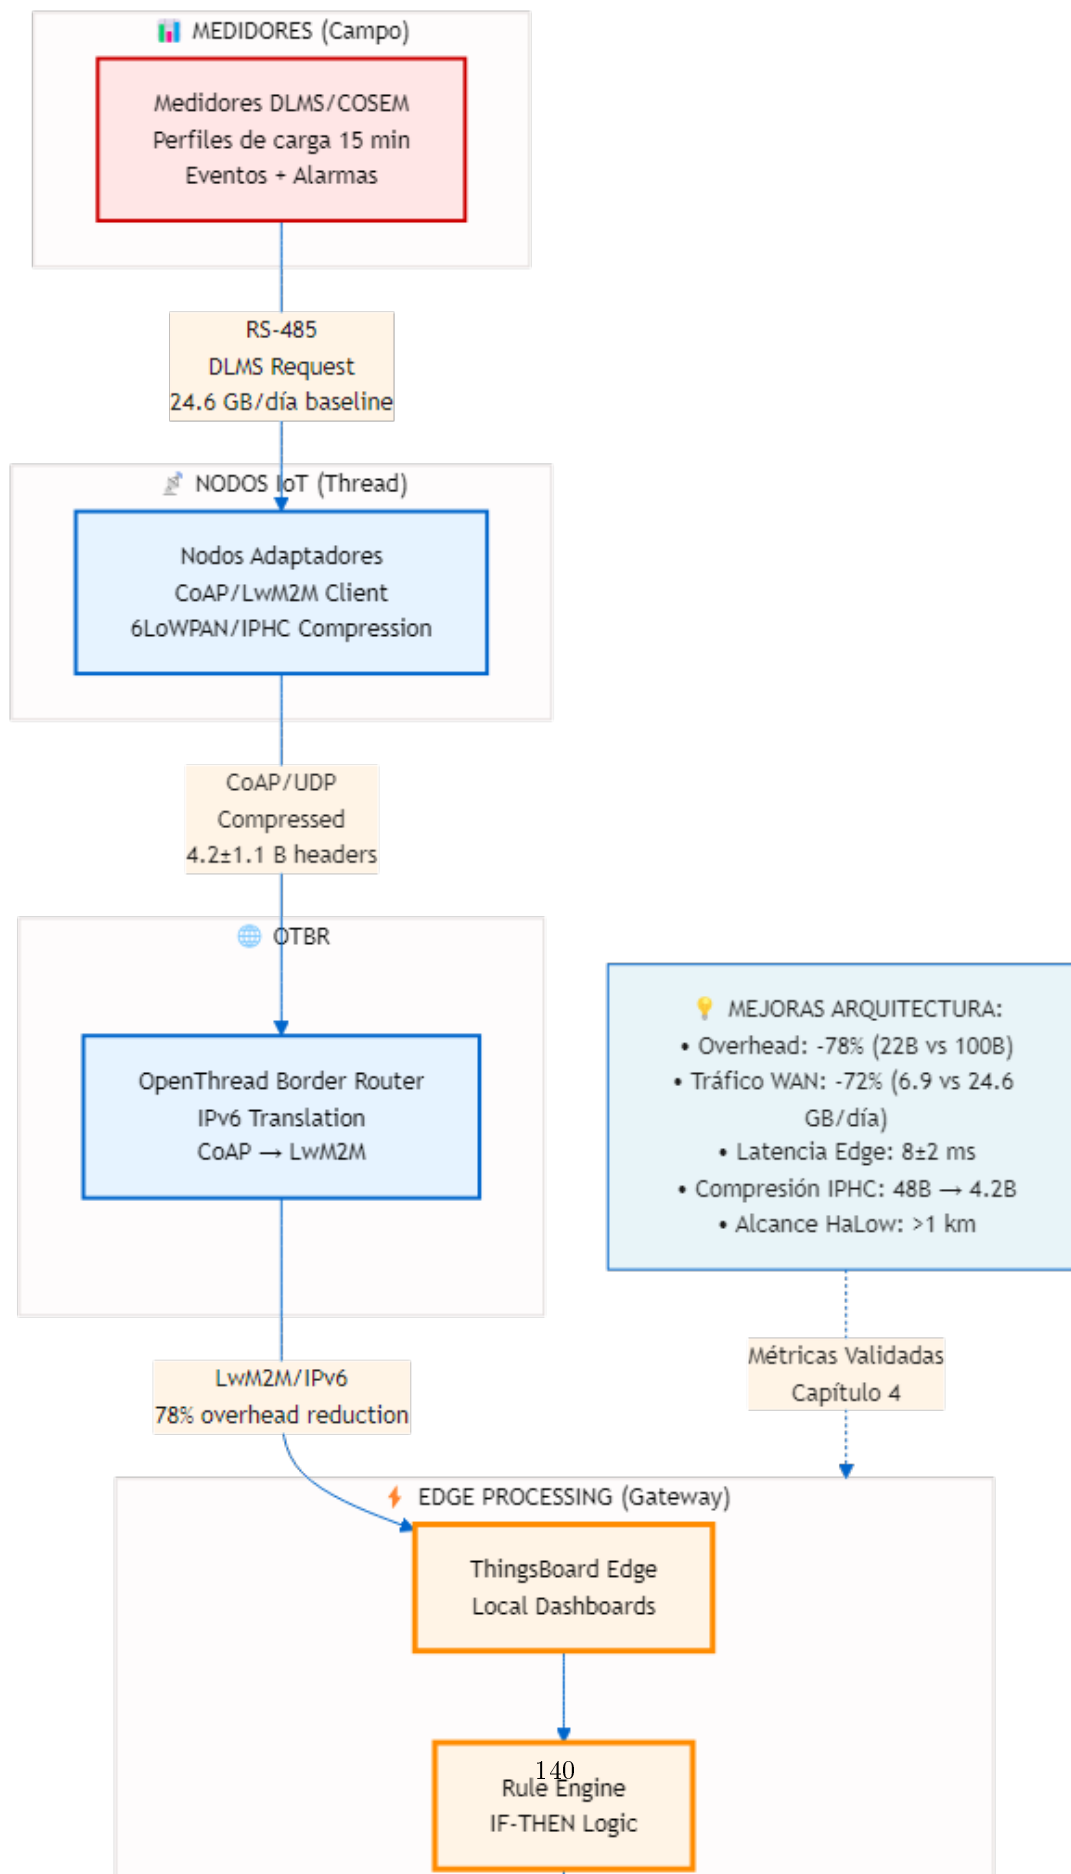 MEDIDORES (Campo)
Medidores DLMS/COSEM
Perfiles de carga 15 min
Eventos + Alarmas
RS-485
DLMS Request
24.6 GB/día baseline
NODOS IoT (Thread)
Nodos Adaptadores
CoAP/LwM2M Client
6LoWPAN/IPHC Compression
CoAP/UDP
Compressed
4.2±1.1 B headers
OTBR
OpenThread Border Router
IPv6 Translation
CoAP → LwM2M
MEJORAS ARQUITECTURA:
• Overhead: -78% (22B vs 100B)
• Tráfico WAN: -72% (6.9 vs 24.6
GB/día)
• Latencia Edge: 8±2 ms
• Compresión IPHC: 48B → 4.2B
• Alcance HaLow: >1 km
LwM2M/IPv6
78% overhead reduction
Métricas Validadas
Capítulo 4
EDGE PROCESSING (Gateway)
ThingsBoard Edge
Local Dashboards
140
Rule Engine
IF-THEN Logic